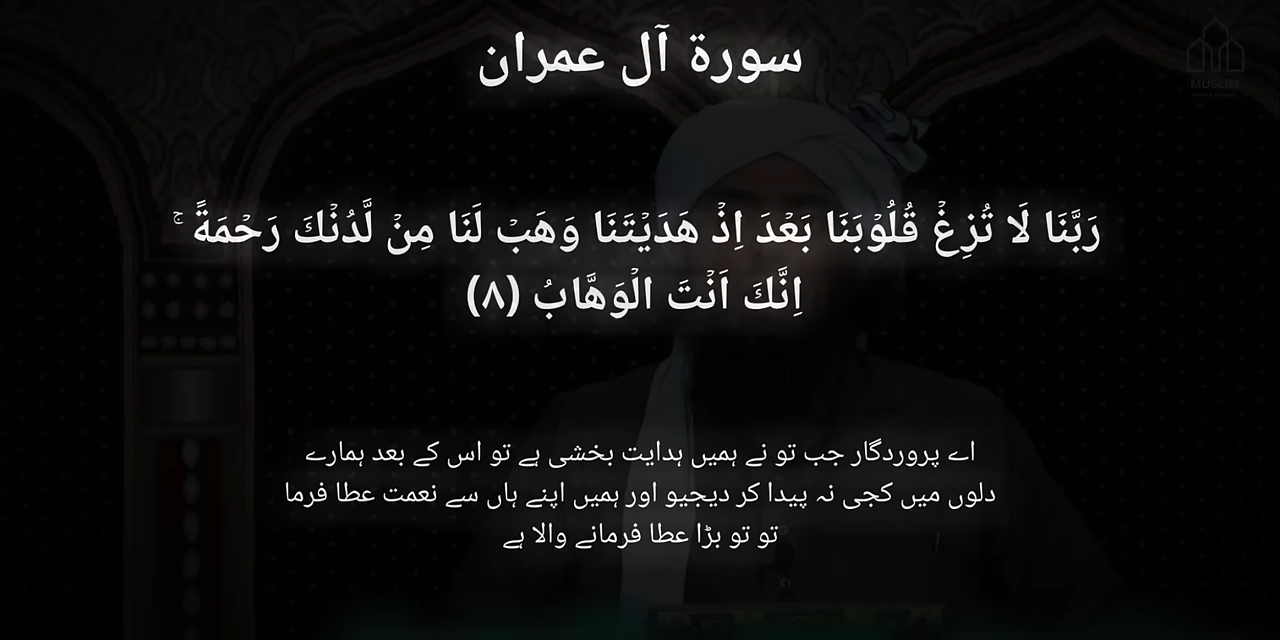 سورة آل عمران
MUSLIM
رَبَّنَا لَا تُزِغْ قُلُوْبَنَا بَعْدَ اِذْ هَدَيْتَنَا وَهَبْ لَنَا مِنْ لَّدُنْكَ رَحْمَةً ۚ
اِنَّكَ اَنْتَ الْوَهَّابُ (٨)
اے پروردگار جب تو نے ہمیں ہدایت بخشی ہے تو اس کے بعد ہمارے
دلوں میں کجی نہ پیدا کر دیجیو اور ہمیں اپنے ہاں سے نعمت عطا فرما
تو تو بڑا عطا فرمانے والا ہے